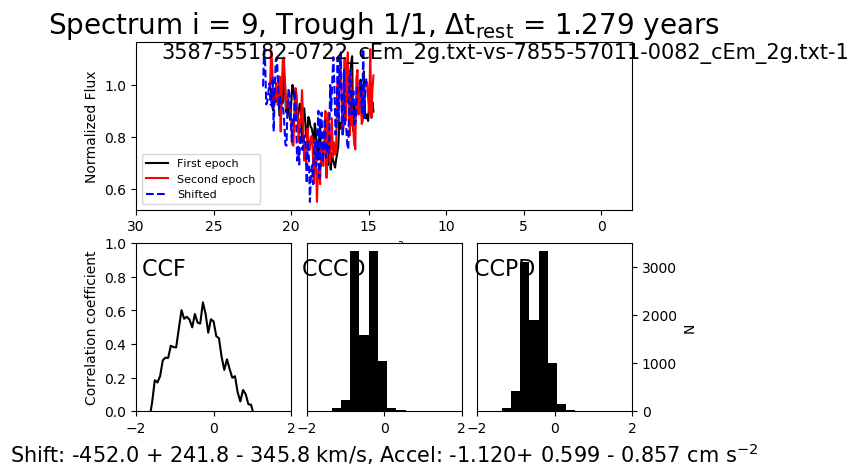 Spectrum i = 9, Trough 1/1, Δt_rest = 1.279 years
3587-55182-0722_cEm_2g.txt-vs-7855-57011-0082_cEm_2g.txt-1
Normalized Flux
1.0
0.8
0.6
First epoch
Second epoch
Shifted
30 25 20 15 10 5 0
Correlation coefficient
1.0
0.8
0.6
0.4
0.2
0.0
CCF
−2 0 2
CCCD
−2 0 2
CCPD
−2 0 2
3000
2000
1000
0
N
Shift: -452.0 + 241.8 - 345.8 km/s, Accel: -1.120+ 0.599 - 0.857 cm s⁻²